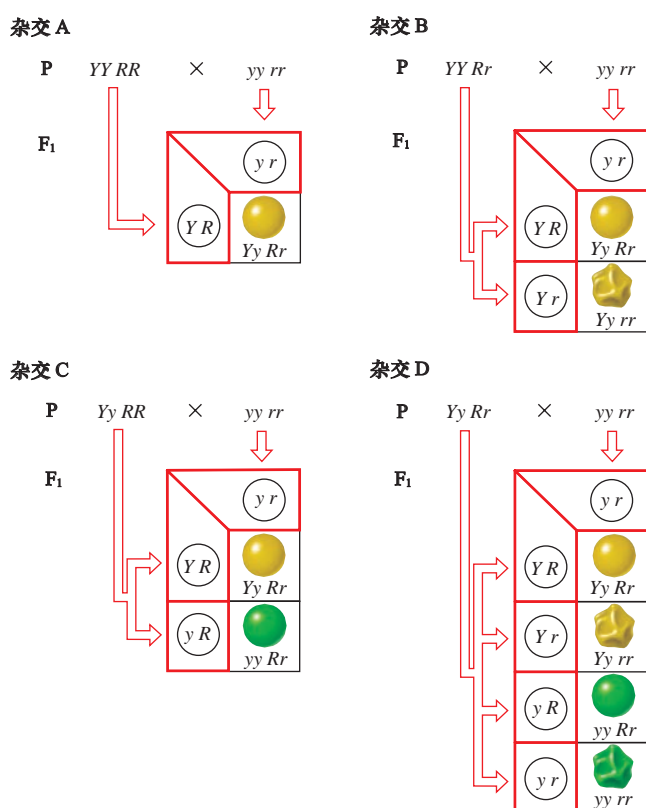 杂交 A
P YY RR × yy rr
F1
y r
Y R
Yy Rr
杂交 B
P YY Rr × yy rr
F1
y r
Y R
Yy Rr
Y r
Yy rr
杂交 C
P Yy RR × yy rr
F1
y r
Y R
Yy Rr
y R
yy Rr
杂交 D
P Yy Rr × yy rr
F1
y r
Y R
Yy Rr
Y r
Yy rr
y R
yy Rr
y r
yy rr